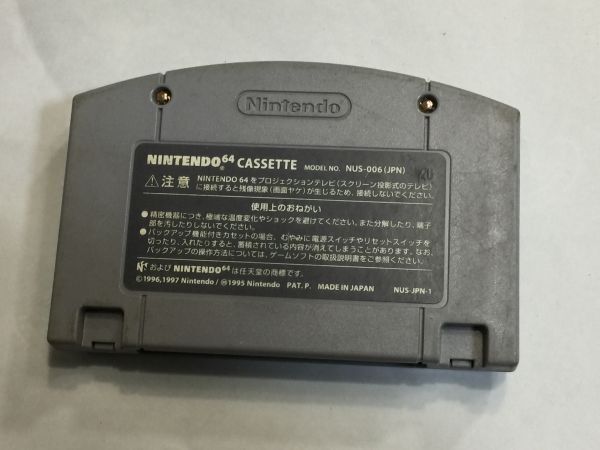 Nintendo
NINTENDO64 CASSETTE MODEL NO. NUS-006(JPN)
⚠注意 NINTENDO 64をプロジェクションテレビ(スクリーン投影式のテレビ)
に接続すると残像現象(画面ヤケ)が生じるため、接続しないでください。
使用上のおねがい
●精密機器につき、極端な温度変化やショックを避けてください。また分解したり、端子
部を汚したりしないでください。
●バックアップ機能付きカセットの場合、むやみに電源スイッチやリセットスイッチを
切ったり、入れたりすると、蓄積されている内容が消えてしまうことがあります。なお、
バックアップの操作方法については、ゲームソフトの取扱説明書をご参照ください。
および NINTENDO64 は任天堂の商標です。
©1996,1997 Nintendo/Ⓜ1995 Nintendo PAT. P. MADE IN JAPAN NUS-JPN-1